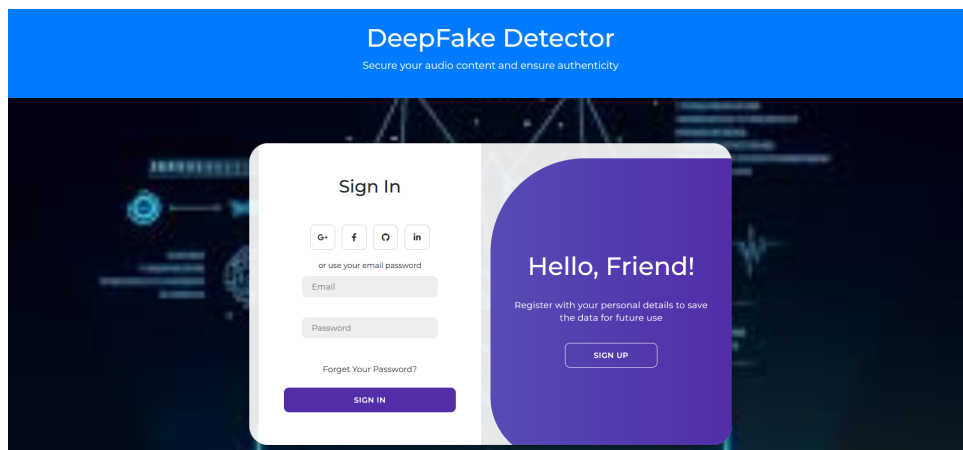 DeepFake Detector
Secure your audio content and ensure authenticity
Sign In
G+ f in
or use your email password
Email
Password
Forget Your Password?
SIGN IN
Hello, Friend!
Register with your personal details to save
the data for future use
SIGN UP